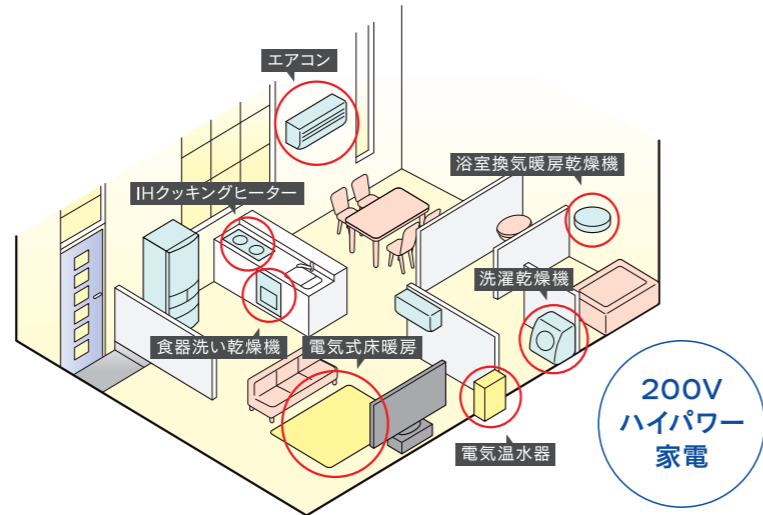 エアコン
浴室換気暖房乾燥機
IHクッキングヒーター
洗濯乾燥機
食器洗い乾燥機
電気式床暖房
電気温水器
200V
ハイパワー
家電